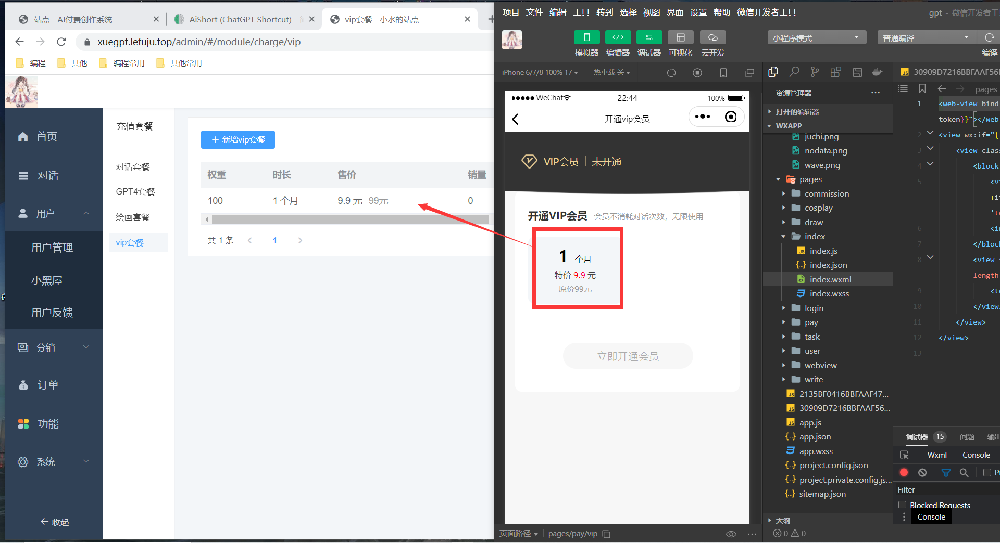 站点 - AI付费创作系统
AiShort (ChatGPT Shortcut) -
vip套餐 - 小水的站点
xuegpt.lefuju.top/admin/#/module/charge/vip
编程
其他
编程常用
其他常用
首页
对话
用户
用户管理
小黑屋
用户反馈
分销
订单
功能
系统
收起
充值套餐
对话套餐
GPT4套餐
绘画套餐
vip套餐
+ 新增vip套餐
权重 时长 售价 销量
100 1 个月 9.9 元 99元 0
共 1 条 1
项目 文件 编辑 工具 转到 选择 视图 界面 设置 帮助 微信开发者工具
gpt - 微信开发者工
模拟器 编辑器 调试器 可视化 云开发
小程序模式
普通编译
编译
iPhone 6/7/8 100% 17
热重载 关
WeChat 22:44 100%
开通vip会员
VIP会员 未开通
开通VIP会员 会员不消耗对话次数，无限使用
1 个月
特价 9.9 元
原价99元
立即开通会员
页面路径 pages/pay/vip
资源管理器
打开的编辑器
WXAPP
juchi.png
nodata.png
wave.png
pages
commission
cosplay
draw
index
index.js
index.json
index.wxml
index.wxss
login
pay
task
user
webview
write
2135BF0416BBFAAF47...
30909D7216BBFAAF56...
app.js
app.json
app.wxss
project.config.json
project.private.config.js...
sitemap.json
大纲
0 0
30909D7216BBFAAF56
pages
1 <web-view bindl
token}}"></web-
2 <view wx:if="{
3 <view clas
4 <block
5 <v
+i
't
6 <i
7 </bloc
8 <view
length=
9 <t
10 </view
11 </view>
12 </view>
13
调试器 15 问题 输出
Wxml Console
Filter
Blocked Requests
Console